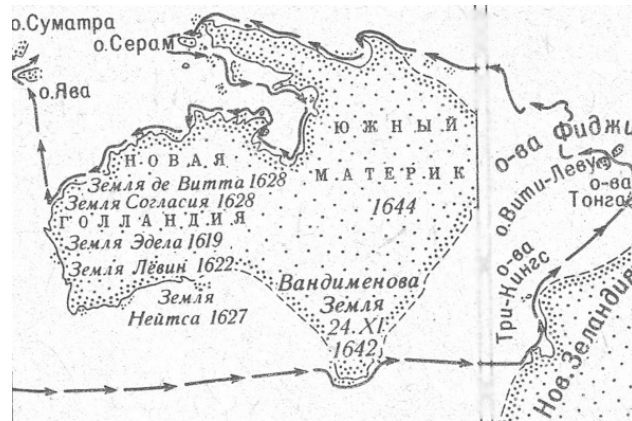 о.Суматра
о.Серам
о.Ява
ЮЖНЫЙ
МАТЕРИК
1644
НОВАЯ
Земля де Витта 1628
Земля Согласия 1628
ГОЛЛАНДИЯ
Земля Эдела 1619
Земля Лёвин 1622
Земля
Нейтса 1627
Вандименова
Земля
24.XI
1642
о-ва Фиджи
о.Вити-Леву
о-ва
Тонга
о-ва
Три-Кингс
Нов. Зеландия